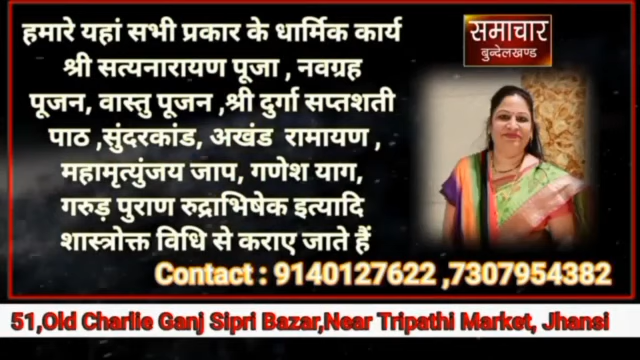 हमारे यहां सभी प्रकार के धार्मिक कार्य
श्री सत्यनारायण पूजा , नवग्रह
पूजन, वास्तु पूजन ,श्री दुर्गा सप्तशती
पाठ ,सुंदरकांड, अखंड रामायण ,
महामृत्युंजय जाप, गणेश याग,
गरुड़ पुराण रुद्राभिषेक इत्यादि
शास्त्रोक्त विधि से कराए जाते हैं
समाचार
बुन्देलखण्ड
Contact : 9140127622 ,7307954382
51,Old Charlie Ganj Sipri Bazar,Near Tripathi Market, Jhansi